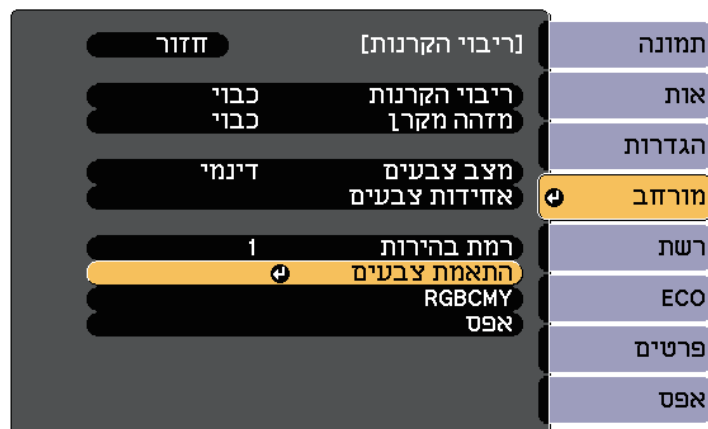 תמונה
אות
הגדרות
מורחב
רשת
ECO
פרטים
אפס
[ריבוי הקרנות] חזור
ריבוי הקרנות כבוי
מזהה מקרן כבוי
מצב צבעים דינמי
אחידות צבעים
רמת בהירות 1
התאמת צבעים
RGBCMY
אפס